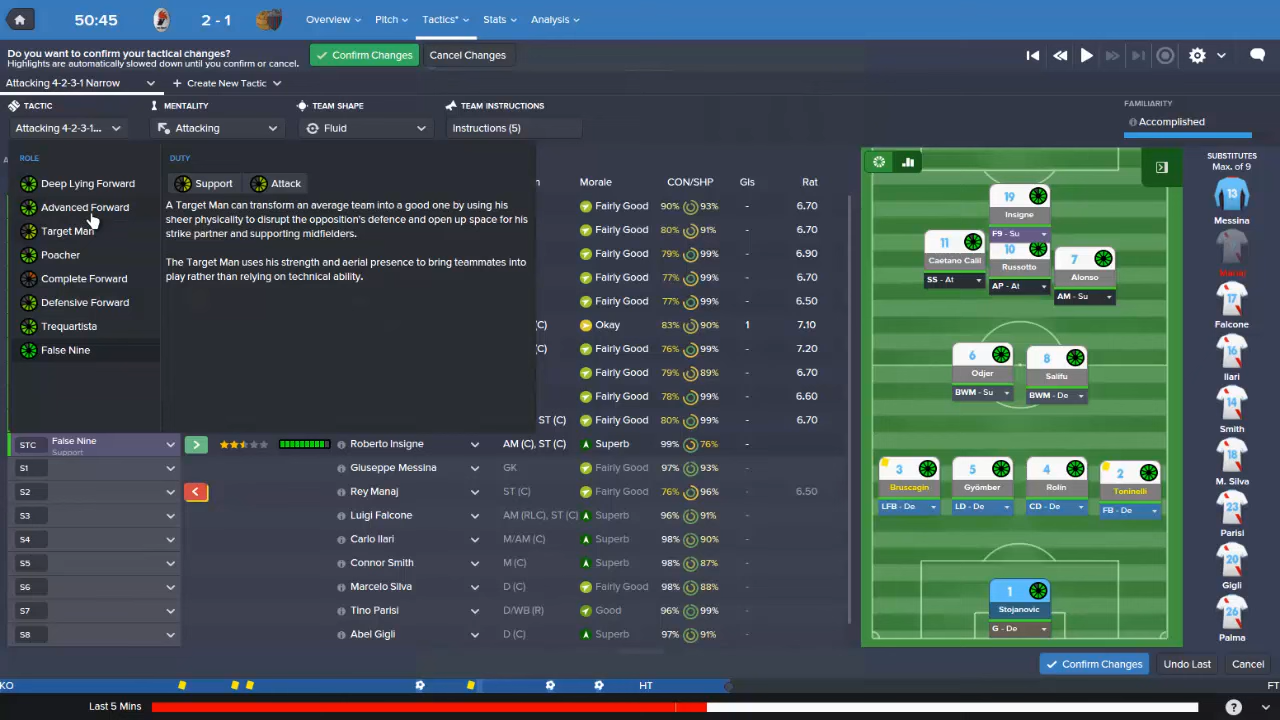 50:45 2 - 1 Overview Pitch Tactics* Stats Analysis
Do you want to confirm your tactical changes?
Highlights are automatically slowed down until you confirm or cancel.
Confirm Changes Cancel Changes
Attacking 4-2-3-1 Narrow + Create New Tactic
TACTIC MENTALITY TEAM SHAPE TEAM INSTRUCTIONS
Attacking 4-2-3-1... Attacking Fluid Instructions (5)
FAMILIARITY
Accomplished
ROLE DUTY
Support Attack
Deep Lying Forward
Advanced Forward
Target Man
Poacher
Complete Forward
Defensive Forward
Trequartista
False Nine
A Target Man can transform an average team into a good one by using his
sheer physicality to disrupt the opposition's defence and open up space for his
strike partner and supporting midfielders.
The Target Man uses his strength and aerial presence to bring teammates into
play rather than relying on technical ability.
Morale CON/SHP Gls Rat
Fairly Good 90% 93% - 6.70
Fairly Good 80% 91% - 6.70
Fairly Good 79% 99% - 6.90
Fairly Good 77% 99% - 6.70
Fairly Good 77% 99% - 6.50
(C) Okay 83% 90% 1 7.10
(C) Fairly Good 76% 99% - 7.20
Fairly Good 79% 89% - 6.70
Fairly Good 78% 99% - 6.60
, ST (C) Fairly Good 80% 99% - 6.70
STC False Nine Support Roberto Insigne AM (C), ST (C) Superb 99% 76%
S1 Giuseppe Messina GK Fairly Good 97% 93%
S2 Rey Manaj ST (C) Fairly Good 76% 96% - 6.50
S3 Luigi Falcone AM (RLC), ST (C) Superb 96% 91%
S4 Carlo Ilari M/AM (C) Superb 98% 90%
S5 Connor Smith M (C) Superb 98% 87%
S6 Marcelo Silva D (C) Fairly Good 98% 88%
S7 Tino Parisi D/WB (R) Good 96% 99%
S8 Abel Gigli D (C) Superb 97% 91%
19
Insigne
F9 - Su
11
Caetano Calil
SS - At
10
Russotto
AP - At
7
Alonso
AM - Su
6
Odjer
BWM - Su
8
Salifu
BWM - De
3
Bruscagin
LFB - De
5
Gyömber
LD - De
4
Rolín
CD - De
2
Toninelli
FB - De
1
Stojanovic
G - De
SUBSTITUTES
Max. of 9
13
Messina
17
Falcone
16
Ilari
14
Smith
18
M. Silva
23
Parisi
20
Gigli
26
Palma
Confirm Changes Undo Last Cancel
KO HT FT
Last 5 Mins ?